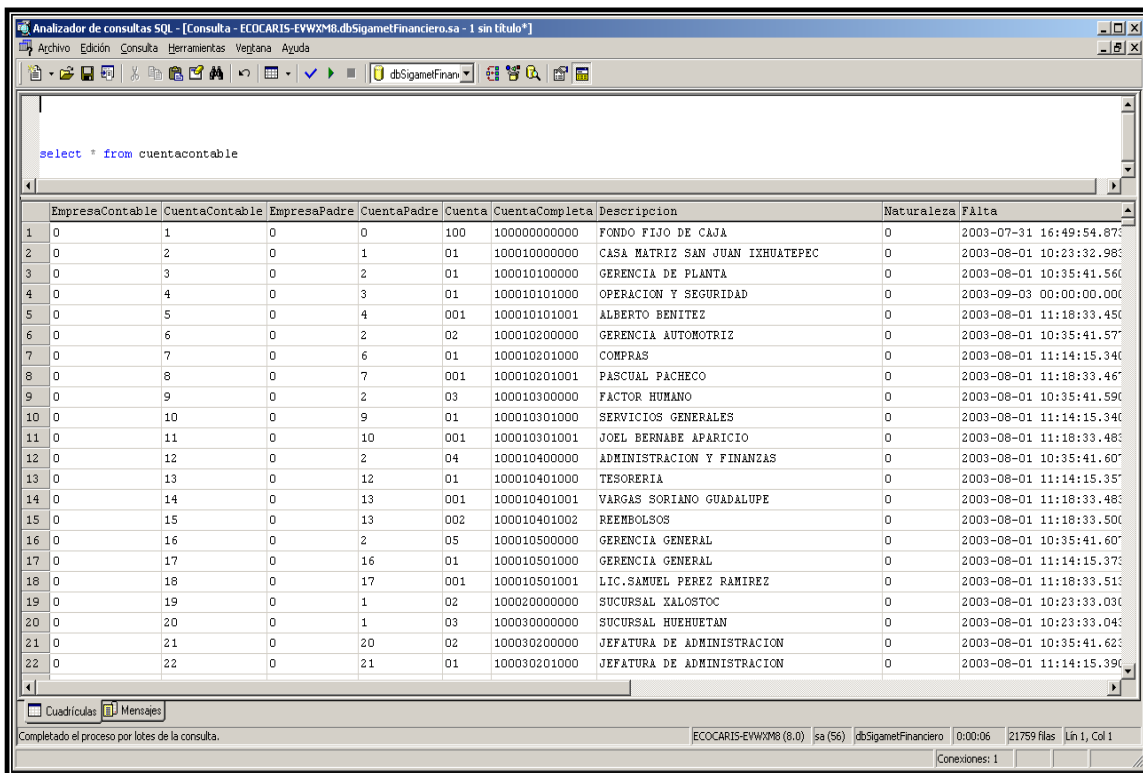 Analizador de consultas SQL - [Consulta - ECOCARIS-EVWXM8.dbSigametFinanciero.sa - 1 sin título*]
Archivo Edición Consulta Herramientas Ventana Ayuda
dbSigametFinan
select * from cuentacontable
EmpresaContable CuentaContable EmpresaPadre CuentaPadre Cuenta CuentaCompleta Descripcion Naturaleza FAlta
1 0 1 0 0 100 100000000000 FONDO FIJO DE CAJA 0 2003-07-31 16:49:54.873
2 0 2 0 1 01 100010000000 CASA MATRIZ SAN JUAN IXHUATEPEC 0 2003-08-01 10:23:32.983
3 0 3 0 2 01 100010100000 GERENCIA DE PLANTA 0 2003-08-01 10:35:41.560
4 0 4 0 3 01 100010101000 OPERACION Y SEGURIDAD 0 2003-09-03 00:00:00.000
5 0 5 0 4 001 100010101001 ALBERTO BENITEZ 0 2003-08-01 11:18:33.450
6 0 6 0 2 02 100010200000 GERENCIA AUTOMOTRIZ 0 2003-08-01 10:35:41.577
7 0 7 0 6 01 100010201000 COMPRAS 0 2003-08-01 11:14:15.340
8 0 8 0 7 001 100010201001 PASCUAL PACHECO 0 2003-08-01 11:18:33.467
9 0 9 0 2 03 100010300000 FACTOR HUMANO 0 2003-08-01 10:35:41.590
10 0 10 0 9 01 100010301000 SERVICIOS GENERALES 0 2003-08-01 11:14:15.340
11 0 11 0 10 001 100010301001 JOEL BERNABE APARICIO 0 2003-08-01 11:18:33.483
12 0 12 0 2 04 100010400000 ADMINISTRACION Y FINANZAS 0 2003-08-01 10:35:41.607
13 0 13 0 12 01 100010401000 TESORERIA 0 2003-08-01 11:14:15.357
14 0 14 0 13 001 100010401001 VARGAS SORIANO GUADALUPE 0 2003-08-01 11:18:33.483
15 0 15 0 13 002 100010401002 REEMBOLSOS 0 2003-08-01 11:18:33.500
16 0 16 0 2 05 100010500000 GERENCIA GENERAL 0 2003-08-01 10:35:41.607
17 0 17 0 16 01 100010501000 GERENCIA GENERAL 0 2003-08-01 11:14:15.373
18 0 18 0 17 001 100010501001 LIC.SAMUEL PEREZ RAMIREZ 0 2003-08-01 11:18:33.513
19 0 19 0 1 02 100020000000 SUCURSAL XALOSTOC 0 2003-08-01 10:23:33.030
20 0 20 0 1 03 100030000000 SUCURSAL HUEHUETAN 0 2003-08-01 10:23:33.043
21 0 21 0 20 02 100030200000 JEFATURA DE ADMINISTRACION 0 2003-08-01 10:35:41.623
22 0 22 0 21 01 100030201000 JEFATURA DE ADMINISTRACION 0 2003-08-01 11:14:15.390
Cuadrículas Mensajes
Completado el proceso por lotes de la consulta. ECOCARIS-EVWXM8 (8.0) sa (56) dbSigametFinanciero 0:00:06 21759 filas Lín 1, Col 1
Conexiones: 1